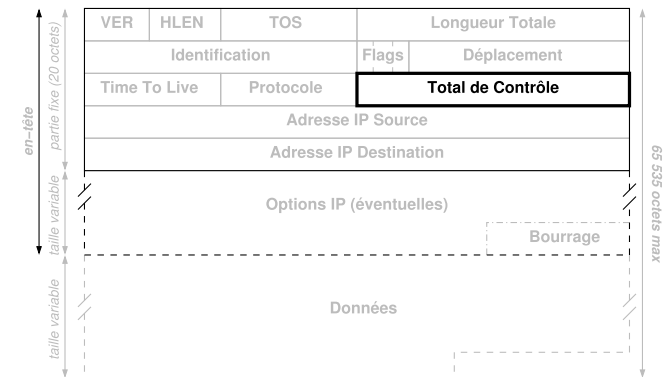 VER HLEN TOS Longueur Totale
Identification Flags Déplacement
Time To Live Protocole Total de Contrôle
Adresse IP Source
Adresse IP Destination
Options IP (éventuelles)
Bourrage
Données
en-tête
partie fixe (20 octets)
taille variable
taille variable
65 535 octets max